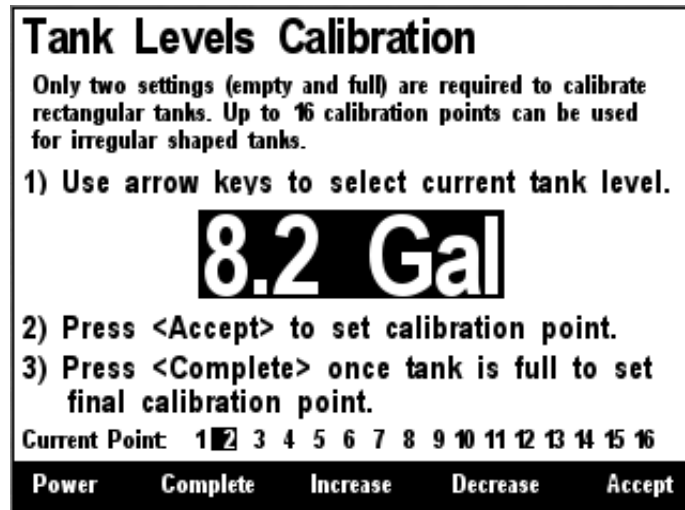 Tank Levels Calibration
Only two settings (empty and full) are required to calibrate
rectangular tanks. Up to 16 calibration points can be used
for irregular shaped tanks.
1) Use arrow keys to select current tank level.
8.2 Gal
2) Press <Accept> to set calibration point.
3) Press <Complete> once tank is full to set
final calibration point.
Current Point: 1 2 3 4 5 6 7 8 9 10 11 12 13 14 15 16
Power Complete Increase Decrease Accept